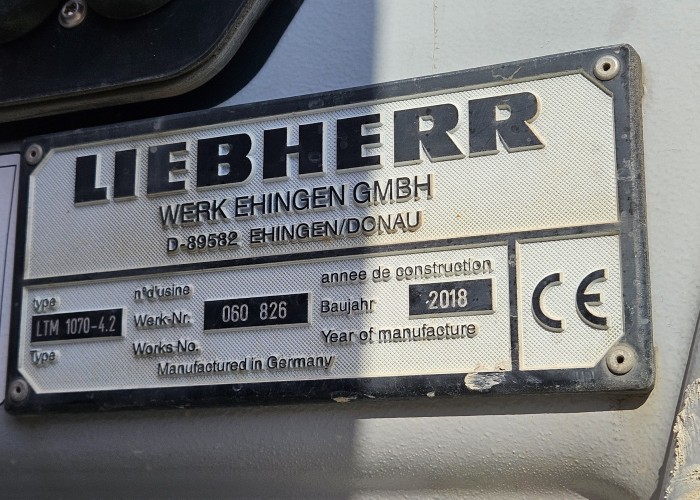 LIEBHERR
WERK EHINGEN GMBH
D-89582 EHINGEN/DONAU
type
LTM 1070-4.2
Type
n°d'usine
Werk-Nr.
060 826
Works No.
annee de construction
Baujahr
2018
Year of manufacture
Manufactured in Germany
CE